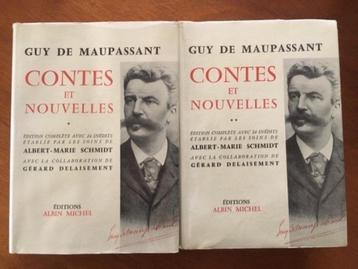 GUY DE MAUPASSANT
CONTES
ET
NOUVELLES
*
ÉDITION COMPLÈTE AVEC 24 INÉDITS
ÉTABLIE PAR LES SOINS DE
ALBERT-MARIE SCHMIDT
AVEC LA COLLABORATION DE
GÉRARD DELAISEMENT
ÉDITIONS
ALBIN MICHEL
GUY DE MAUPASSANT
CONTES
ET
NOUVELLES
**
ÉDITION COMPLÈTE AVEC 24 INÉDITS
ÉTABLIE PAR LES SOINS DE
ALBERT-MARIE SCHMIDT
AVEC LA COLLABORATION DE
GÉRARD DELAISEMENT
ÉDITIONS
ALBIN MICHEL